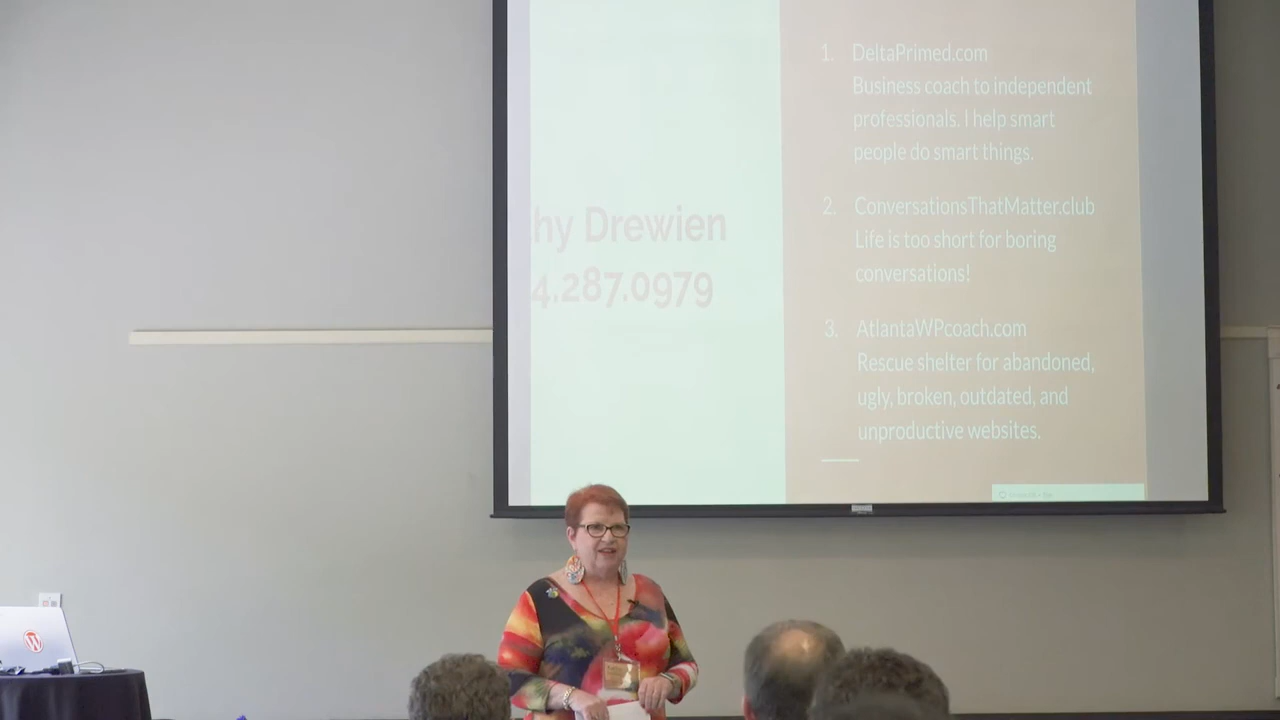 hy Drewien
4.287.0979
1. DeltaPrimed.com
Business coach to independent
professionals. I help smart
people do smart things.
2. ConversationsThatMatter.club
Life is too short for boring
conversations!
3. AtlantaWPcoach.com
Rescue shelter for abandoned,
ugly, broken, outdated, and
unproductive websites.